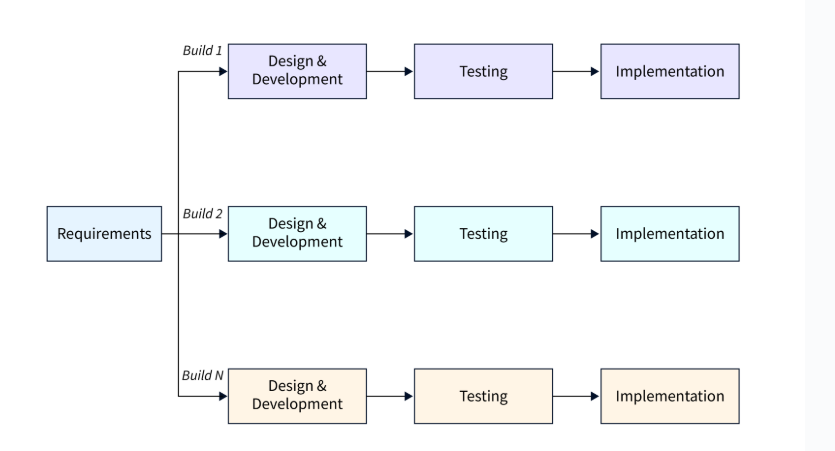 Build 1
Design &
Development
Testing
Implementation
Requirements
Build 2
Design &
Development
Testing
Implementation
Build N
Design &
Development
Testing
Implementation